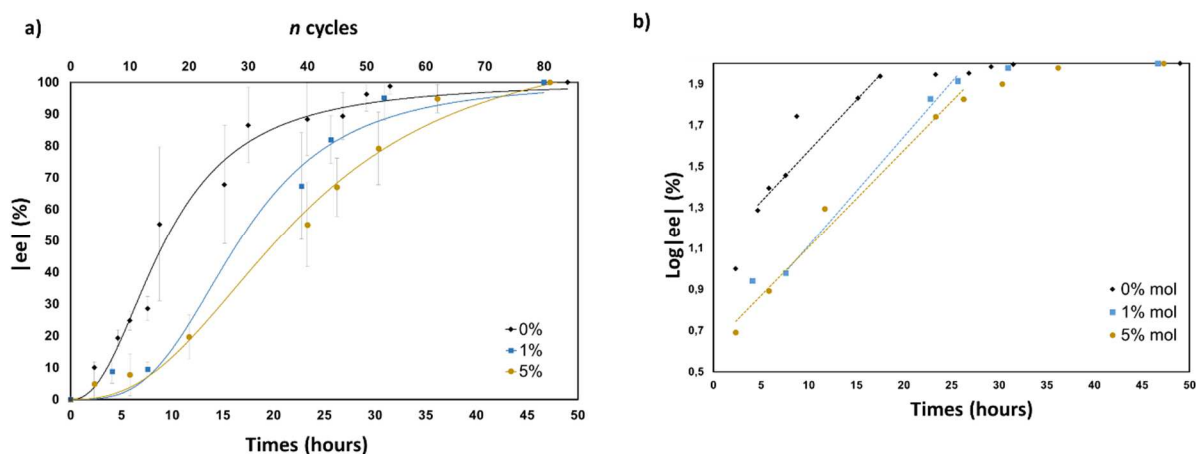 a)
n cycles
0 10 20 30 40 50 60 70 80 90
100
90
80
70
60
50
40
30
20
10
0
|ee| (%)
0%
1%
5%
0 5 10 15 20 25 30 35 40 45 50
Times (hours)
b)
1,9
1,7
1,5
1,3
1,1
0,9
0,7
0,5
Log|ee| (%)
0% mol
1% mol
5% mol
0 5 10 15 20 25 30 35 40 45 50
Times (hours)